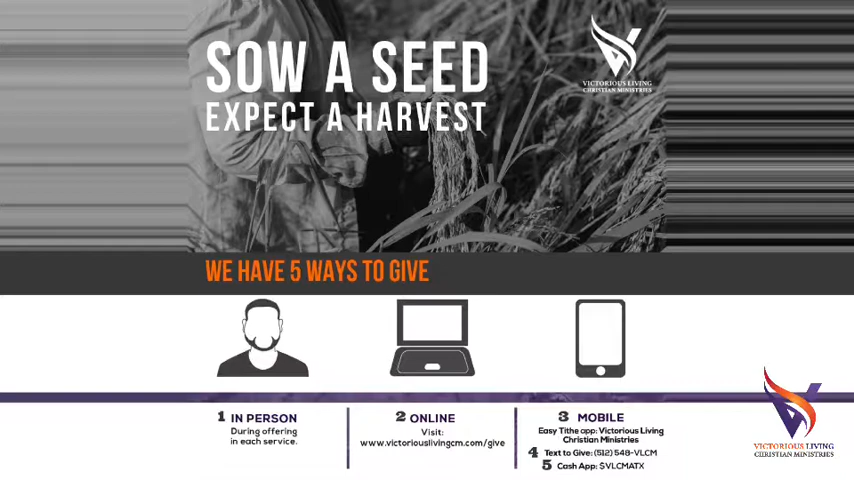 SOW A SEED
EXPECT A HARVEST
VICTORIOUS LIVING
CHRISTIAN MINISTRIES
WE HAVE 5 WAYS TO GIVE
1 IN PERSON
During offering
in each service.
2 ONLINE
Visit:
www.victoriouslivingcm.com/give
3 MOBILE
Easy Tithe app: Victorious Living
Christian Ministries
4 Text to Give: (512) 548-VLCM
5 Cash App: $VLCMATX
VICTORIOUS LIVING
CHRISTIAN MINISTRIES